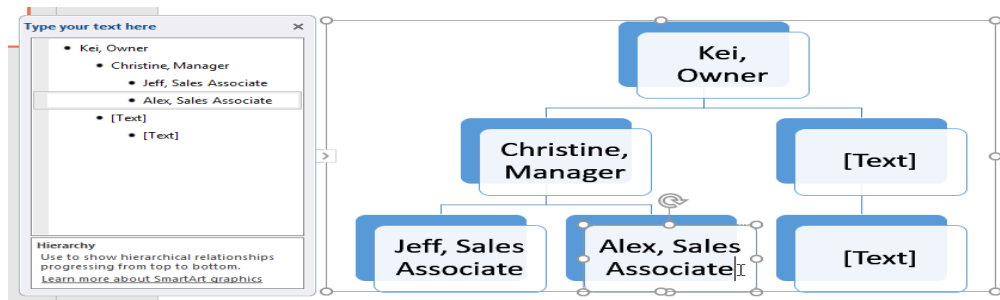 Type your text here
Kei, Owner
Christine, Manager
Jeff, Sales Associate
Alex, Sales Associate
[Text]
[Text]
Hierarchy
Use to show hierarchical relationships
progressing from top to bottom.
Learn more about SmartArt graphics
Kei,
Owner
Christine,
Manager
[Text]
Jeff, Sales
Associate
Alex, Sales
Associate
[Text]